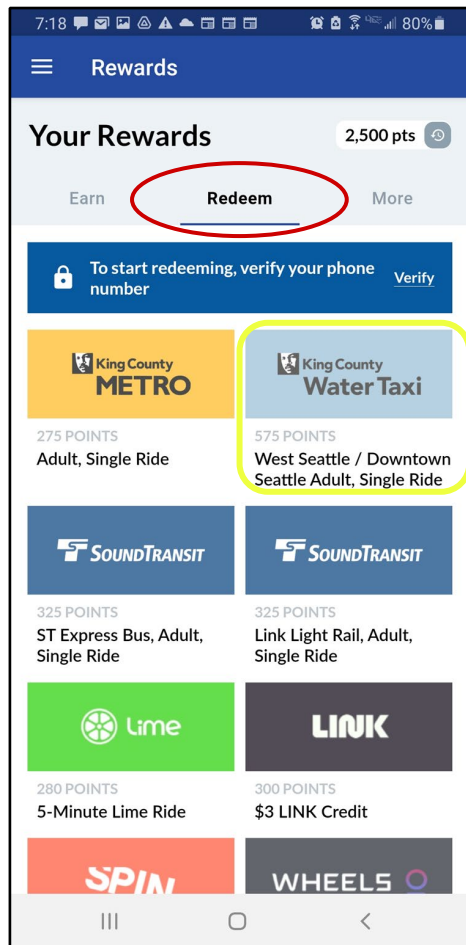 7:18 80%
Rewards
Your Rewards 2,500 pts
Earn Redeem More
To start redeeming, verify your phone number Verify
King County
METRO
275 POINTS
Adult, Single Ride
King County
Water Taxi
575 POINTS
West Seattle / Downtown
Seattle Adult, Single Ride
SOUNDTRANSIT
325 POINTS
ST Express Bus, Adult,
Single Ride
SOUNDTRANSIT
325 POINTS
Link Light Rail, Adult,
Single Ride
Lime
280 POINTS
5-Minute Lime Ride
LINK
300 POINTS
$3 LINK Credit
SPIN
WHEELS